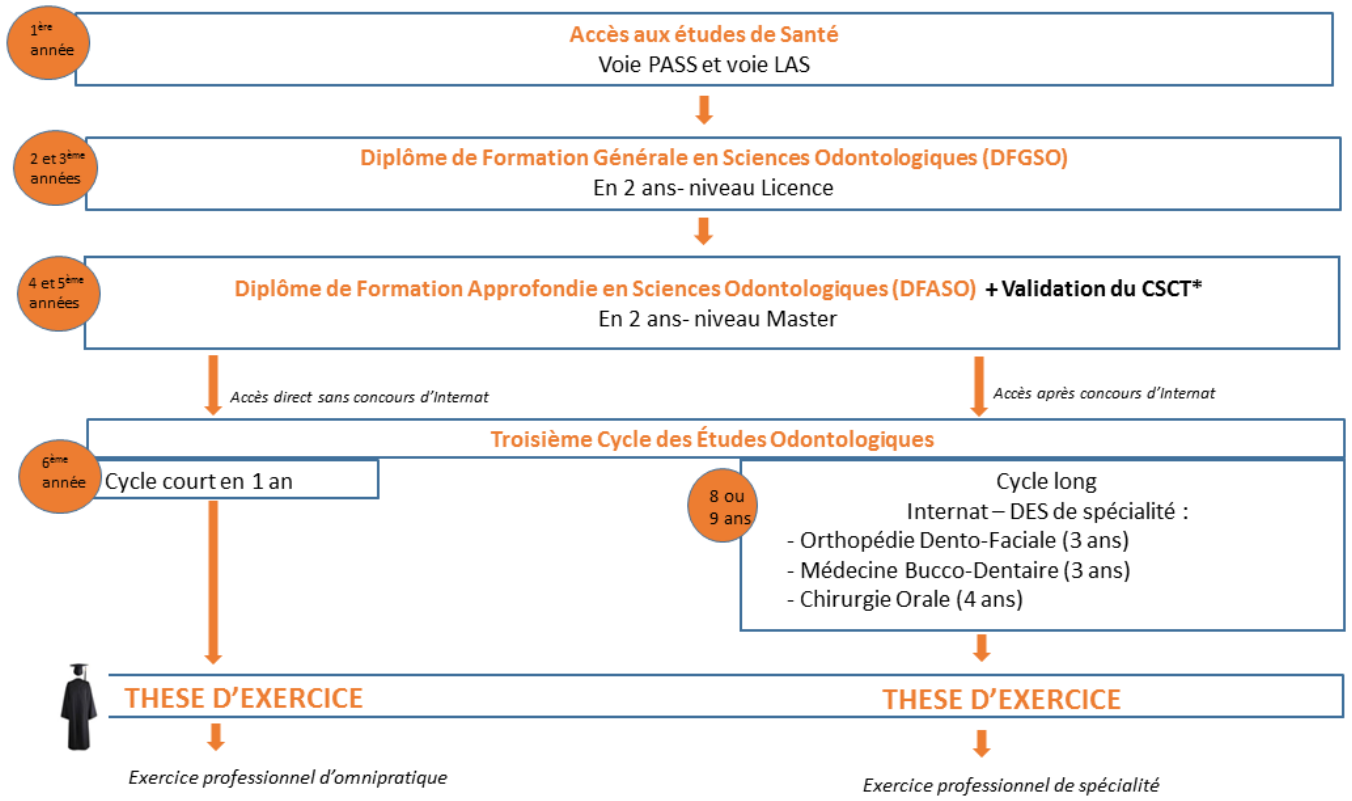 1ère
année
Accès aux études de Santé
Voie PASS et voie LAS
2 et 3ème
années
Diplôme de Formation Générale en Sciences Odontologiques (DFGSO)
En 2 ans- niveau Licence
4 et 5ème
années
Diplôme de Formation Approfondie en Sciences Odontologiques (DFASO) + Validation du CSCT*
En 2 ans- niveau Master
Accès direct sans concours d'Internat
Accès après concours d'Internat
Troisième Cycle des Études Odontologiques
6ème
année
Cycle court en 1 an
8 ou
9 ans
Cycle long
Internat – DES de spécialité :
- Orthopédie Dento-Faciale (3 ans)
- Médecine Bucco-Dentaire (3 ans)
- Chirurgie Orale (4 ans)
THESE D'EXERCICE
THESE D'EXERCICE
Exercice professionnel d'omnipratique
Exercice professionnel de spécialité